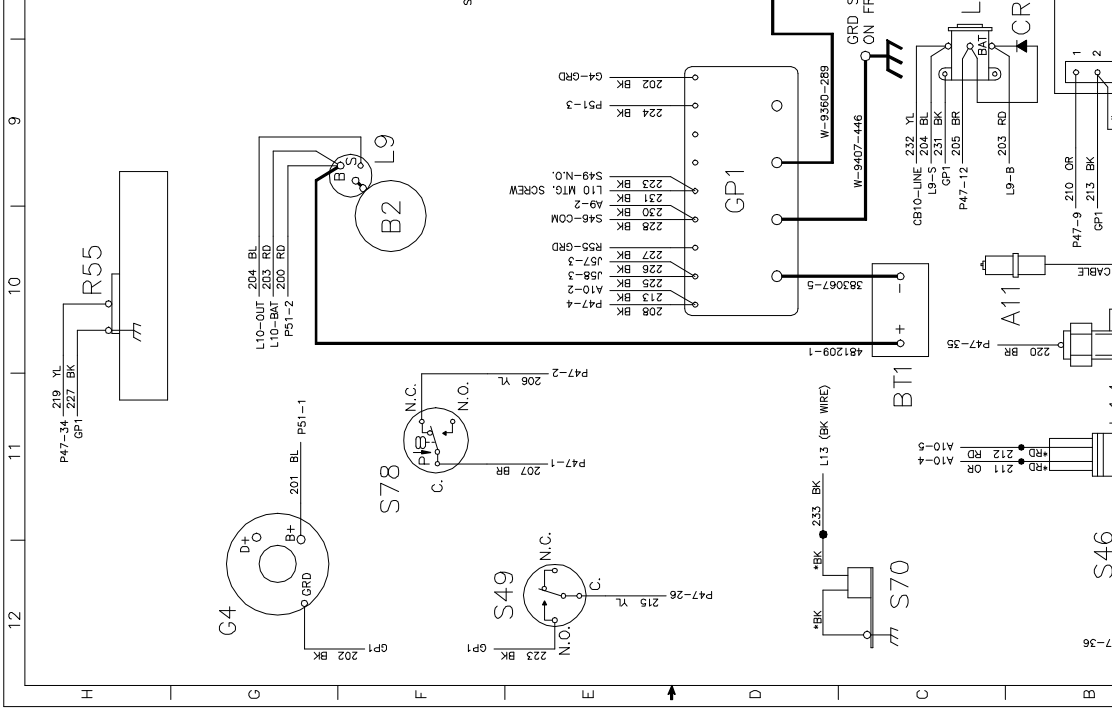 GRD S
ON FR
L
CR
BAT
1
2
9
10
11
12
G4-GRD
BK 202
P51-3
BK 224
S49-N.O.
BK 223
L10 MTG. SCREW
BK 231
A9-2
BK 230
S46-COM
BK 228
R55-GRD
BK 227
J57-3
BK 226
J58-3
BK 225
A10-2
BK 213
P47-4
BK 208
GP1
W-9360-289
W-9407-446
232 YL
CB10-LINE
204 BL
L9-S
231 BK
GP1
205 BR
P47-12
203 RD
L9-B
210 OR
P47-9
213 BK
GP1
B
S
L9
B2
204 BL
L10-OUT
203 RD
L10-BAT
200 RD
P51-2
R55
219 YL
P47-34
227 BK
GP1
383067-5
481209-1
-
+
BT1
A11
CABLE
P47-35
BR 220
P47-2
YL 206
N.C.
N.O.
P18
C.
P47-1
BR 207
S78
201 BL
P51-1
D+
B+
GRD
G4
GP1
BK 202
S49
N.C.
C.
N.O.
P47-26
YL 215
GP1
BK 223
L13 (BK WIRE)
233 BK
*BK
*BK
S70
A10-5
RD 212
*RD
A10-4
OR 211
*RD
S46
7-36
H
G
F
E
D
C
B